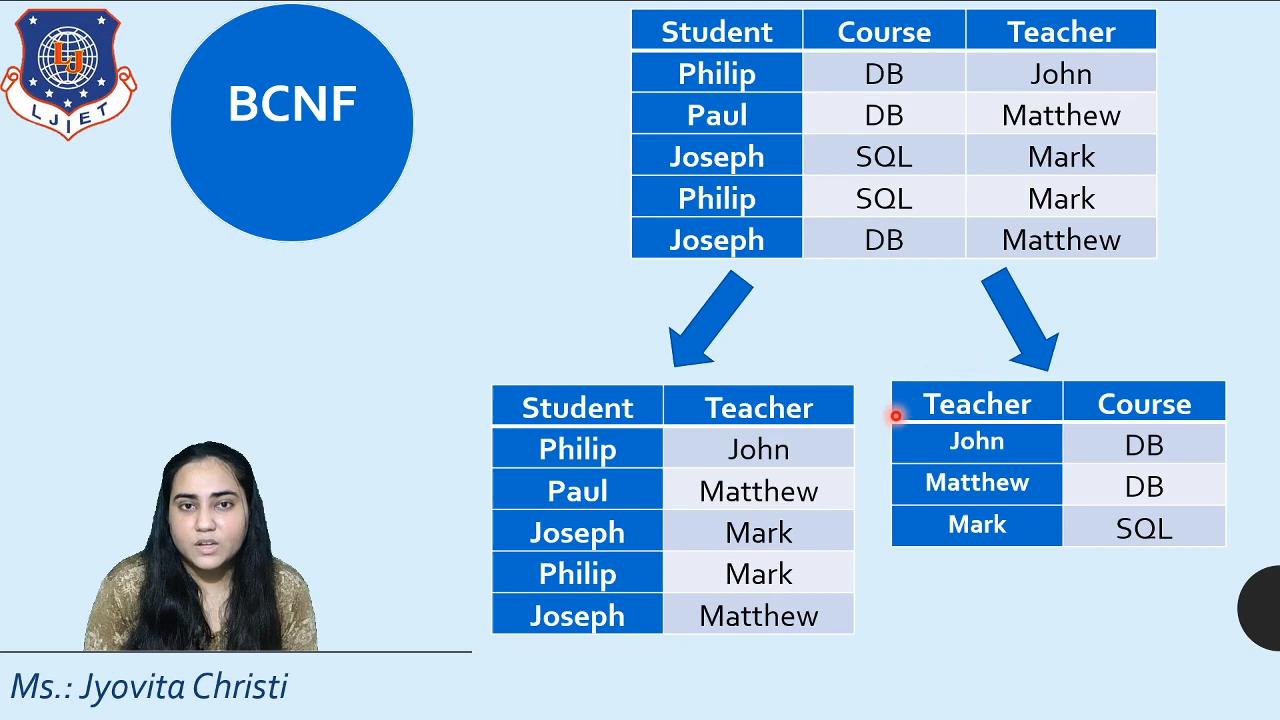 LJ
LJIET
BCNF
Student Course Teacher
Philip DB John
Paul DB Matthew
Joseph SQL Mark
Philip SQL Mark
Joseph DB Matthew
Student Teacher
Philip John
Paul Matthew
Joseph Mark
Philip Mark
Joseph Matthew
Teacher Course
John DB
Matthew DB
Mark SQL
Ms.: Jyovita Christi